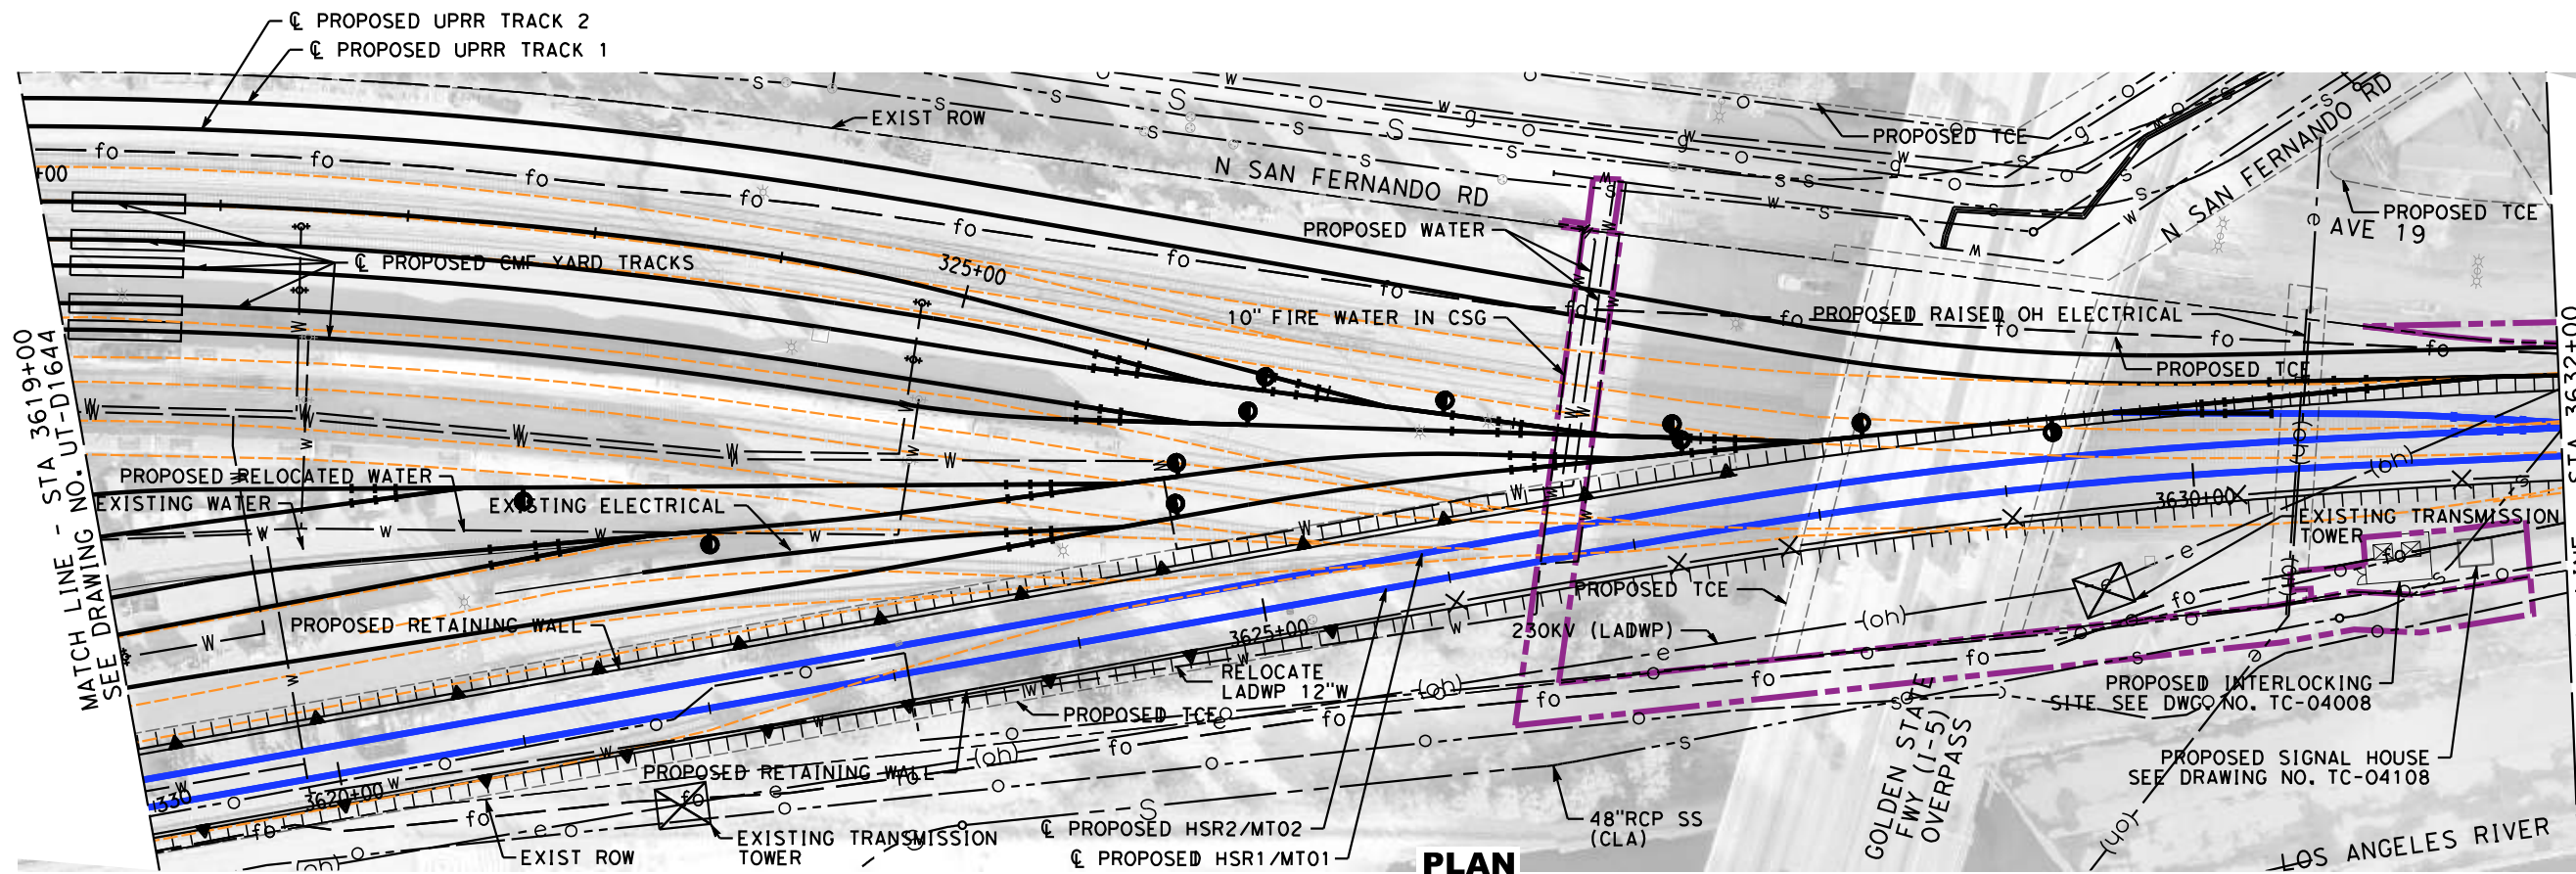 ℄ PROPOSED UPRR TRACK 2
℄ PROPOSED UPRR TRACK 1
EXIST ROW
N SAN FERNANDO RD
PROPOSED TCE
N SAN FERNANDO RD
PROPOSED TCE
AVE 19
+00
PROPOSED WATER
℄ PROPOSED CMF YARD TRACKS
325+00
10" FIRE WATER IN CSG
PROPOSED RAISED OH ELECTRICAL
PROPOSED TCE
MATCH LINE - STA 3619+00
SEE DRAWING NO. UT-D1644
PROPOSED RELOCATED WATER
EXISTING WATER
EXISTING ELECTRICAL
3630+00
EXISTING TRANSMISSION
TOWER
PROPOSED TCE
PROPOSED RETAINING WALL
3625+00
230KV (LADWP)
RELOCATE
LADWP 12"W
PROPOSED TCE
PROPOSED INTERLOCKING
SITE SEE DWG NO. TC-04008
PROPOSED RETAINING WALL
PROPOSED SIGNAL HOUSE
SEE DRAWING NO. TC-04108
3620+00
GOLDEN STATE
FWY (I-5)
OVERPASS
EXISTING TRANSMISSION
TOWER
EXIST ROW
℄ PROPOSED HSR2/MT02
℄ PROPOSED HSR1/MT01
48"RCP SS
(CLA)
LOS ANGELES RIVER
PLAN